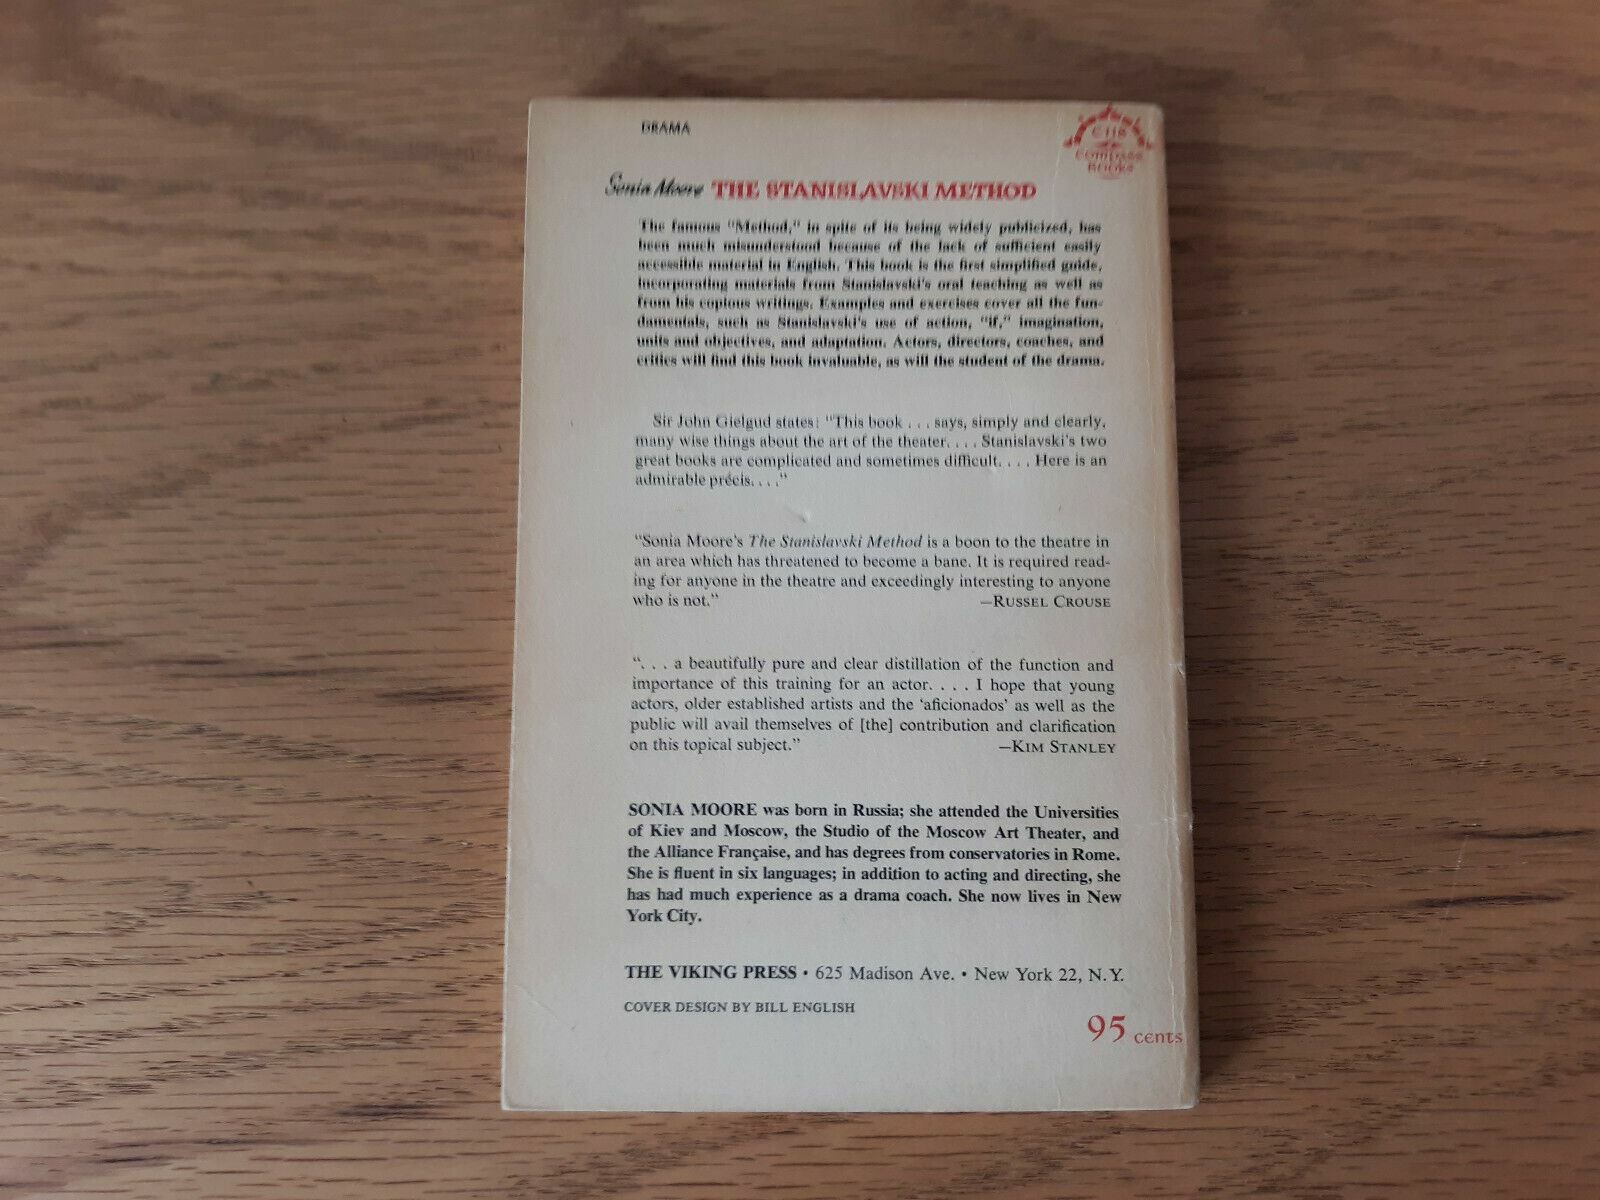 DRAMA
THE
COMPASS
BOOKS
Sonia Moore THE STANISLAVSKI METHOD
The famous "Method," in spite of its being widely publicized, has
been much misunderstood because of the lack of sufficient easily
accessible material in English. This book is the first simplified guide,
incorporating materials from Stanislavski's oral teaching as well as
from his copious writings. Examples and exercises cover all the fun-
damentals, such as Stanislavski's use of action, "if," imagination,
units and objectives, and adaptation. Actors, directors, coaches, and
critics will find this book invaluable, as will the student of the drama.
Sir John Gielgud states: "This book . . . says, simply and clearly,
many wise things about the art of the theater. . . . Stanislavski's two
great books are complicated and sometimes difficult. . . . Here is an
admirable précis. . . ."
"Sonia Moore's The Stanislavski Method is a boon to the theatre in
an area which has threatened to become a bane. It is required read-
ing for anyone in the theatre and exceedingly interesting to anyone
who is not." —RUSSEL CROUSE
". . . a beautifully pure and clear distillation of the function and
importance of this training for an actor. . . . I hope that young
actors, older established artists and the 'aficionados' as well as the
public will avail themselves of [the] contribution and clarification
on this topical subject." —KIM STANLEY
SONIA MOORE was born in Russia; she attended the Universities
of Kiev and Moscow, the Studio of the Moscow Art Theater, and
the Alliance Française, and has degrees from conservatories in Rome.
She is fluent in six languages; in addition to acting and directing, she
has had much experience as a drama coach. She now lives in New
York City.
THE VIKING PRESS • 625 Madison Ave. • New York 22, N.Y.
COVER DESIGN BY BILL ENGLISH
95 cents